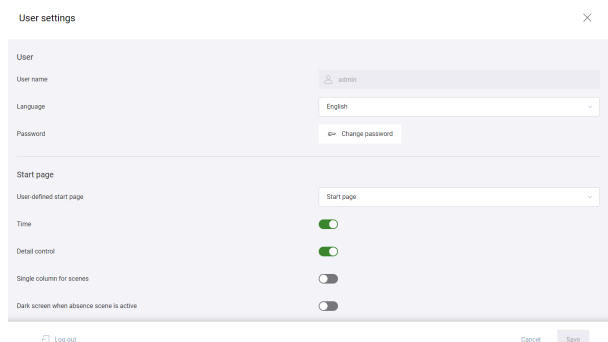 User settings
User
User name
admin
Language
English
Password
Change password
Start page
User-defined start page
Start page
Time
Detail control
Single column for scenes
Dark screen when absence scene is active
Log out
Cancel
Save